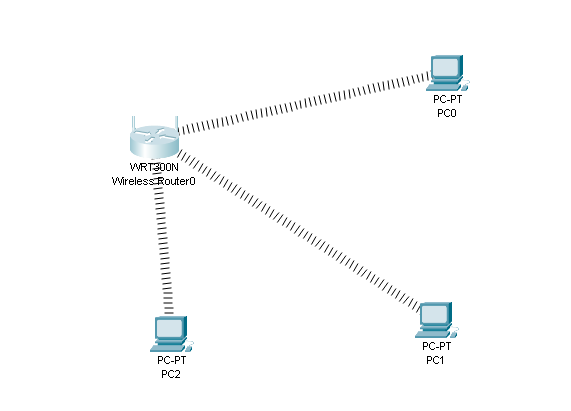 PC-PT
PC0
WRT300N
Wireless Router0
PC-PT
PC1
PC-PT
PC2